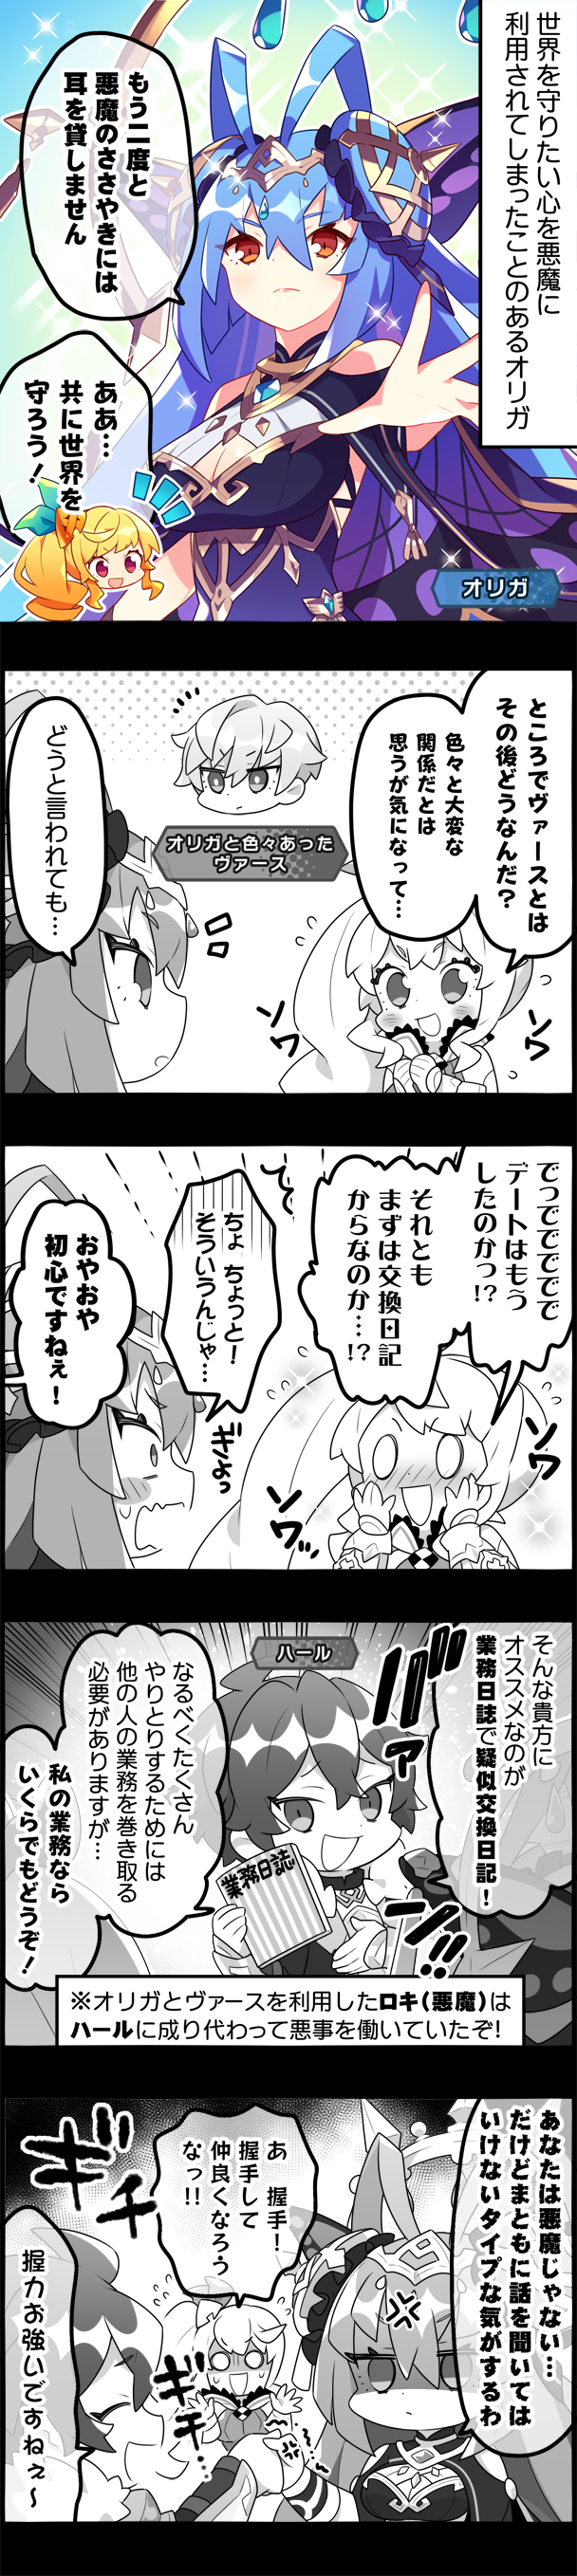 世界を守りたい心を悪魔に
利用されてしまったことのあるオリガ
もう二度と
悪魔のささやきには
耳を貸しません
ああ…
共に世界を
守ろう！
オリガ
ところでヴァースとは
その後どうなんだ？
色々と大変な
関係だとは
思うが気になって…
オリガと色々あった
ヴァース
どうと言われても…
ソワ
ソワ
でつでででででで
デートはもう
したのかっ！？
それとも
まずは交換日記
からなのか…！？
ちょ ちょっと！
そういうんじゃ…
おやおや
初心ですねぇ！
ぎょっ
ソワ
ソワッ
そんな貴方に
オススメなのが
業務日誌で疑似交換日記！
ハール
ババァーン!!
業務日誌
なるべくたくさん
やりとりするためには
他の人の業務を巻き取る
必要がありますが…
私の業務なら
いくらでもどうぞ！
※オリガとヴァースを利用したロキ（悪魔）は
ハールに成り代わって悪事を働いていたぞ！
あなたは悪魔じゃない…
だけどまともに話を聞いては
いけないタイプな気がするわ
あ 握手！
握手して
仲良くなろう
なっ!!
ギチ
ギギ…
握力お強いですねぇ～